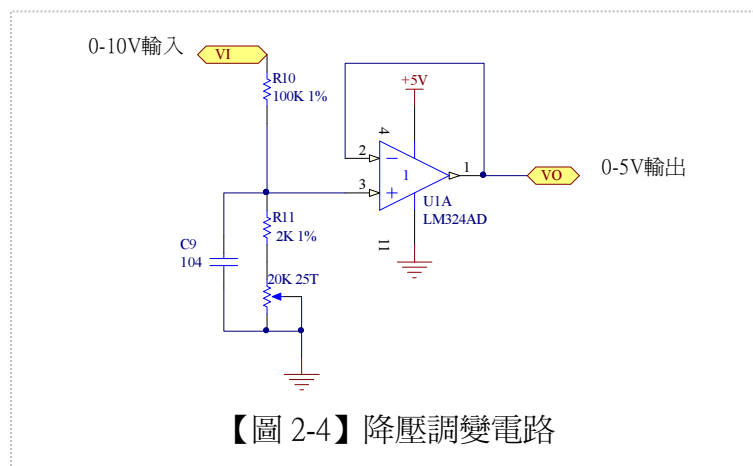 0-10V輸入
VI
R10
100K 1%
+5V
4
2
1
1
3
VO
0-5V輸出
U1A
LM324AD
11
R11
2K 1%
C9
104
20K 25T
【圖 2-4】降壓調變電路